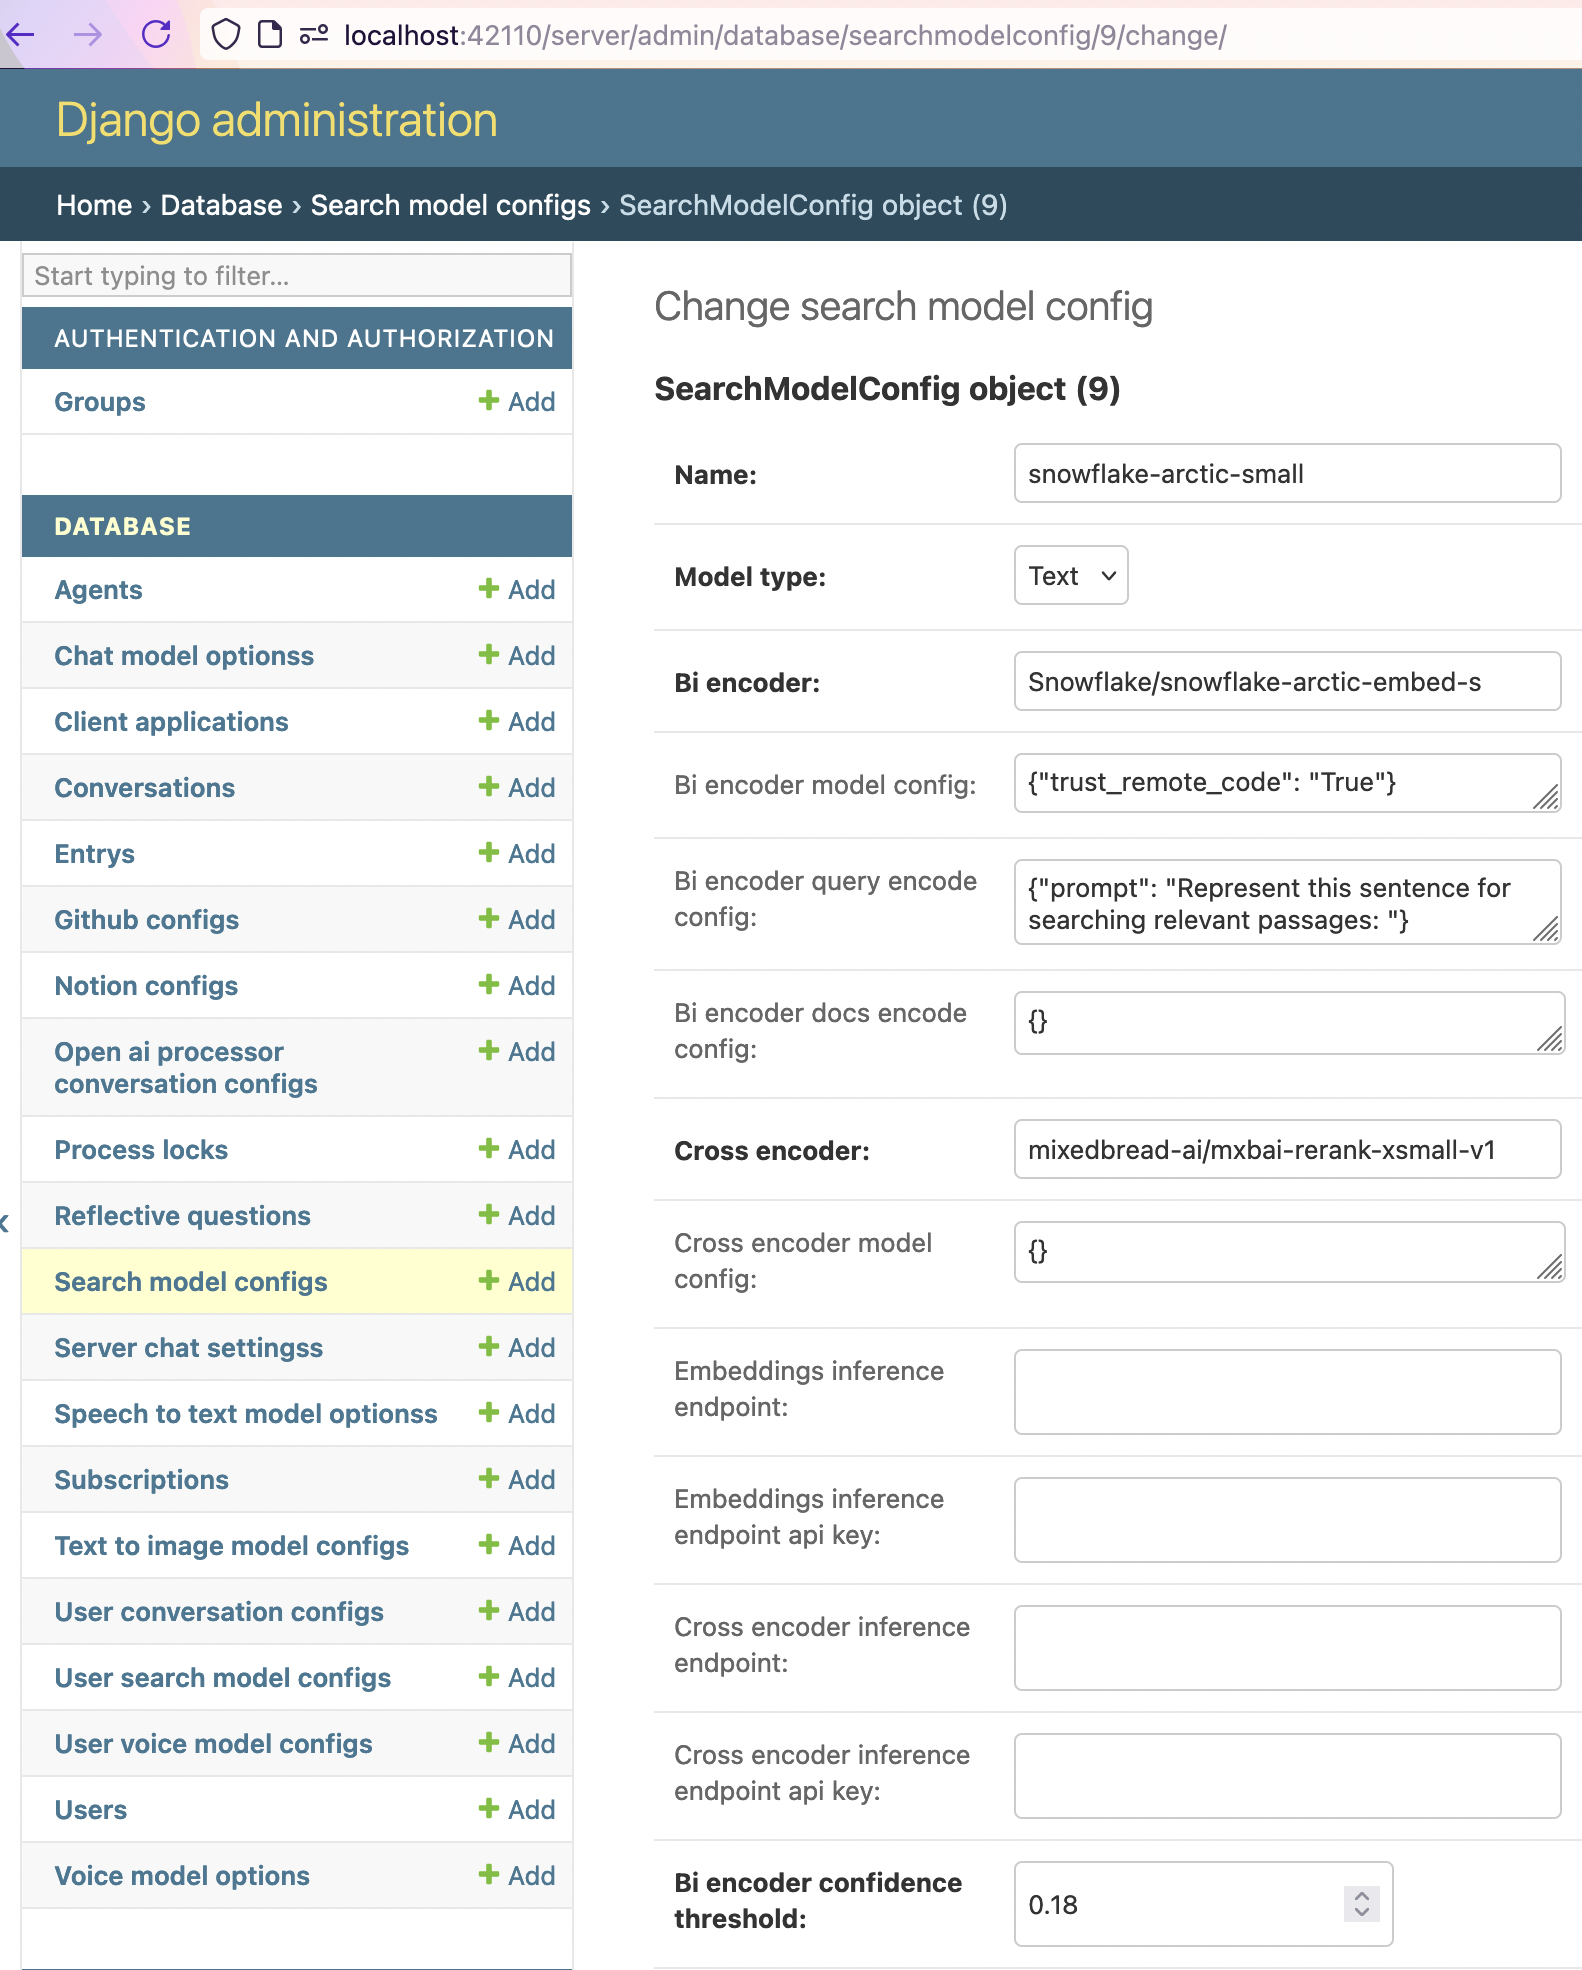 localhost:42110/server/admin/database/searchmodelconfig/9/change/
Django administration
Home › Database › Search model configs › SearchModelConfig object (9)
Start typing to filter...
AUTHENTICATION AND AUTHORIZATION
Groups + Add
DATABASE
Agents + Add
Chat model optionss + Add
Client applications + Add
Conversations + Add
Entrys + Add
Github configs + Add
Notion configs + Add
Open ai processor + Add
conversation configs
Process locks + Add
Reflective questions + Add
Search model configs + Add
Server chat settingss + Add
Speech to text model optionss + Add
Subscriptions + Add
Text to image model configs + Add
User conversation configs + Add
User search model configs + Add
User voice model configs + Add
Users + Add
Voice model options + Add
Change search model config
SearchModelConfig object (9)
Name: snowflake-arctic-small
Model type: Text
Bi encoder: Snowflake/snowflake-arctic-embed-s
Bi encoder model config: {"trust_remote_code": "True"}
Bi encoder query encode
config:
{"prompt": "Represent this sentence for
searching relevant passages: "}
Bi encoder docs encode
config:
{}
Cross encoder: mixedbread-ai/mxbai-rerank-xsmall-v1
Cross encoder model
config:
{}
Embeddings inference
endpoint:
Embeddings inference
endpoint api key:
Cross encoder inference
endpoint:
Cross encoder inference
endpoint api key:
Bi encoder confidence
threshold:
0.18